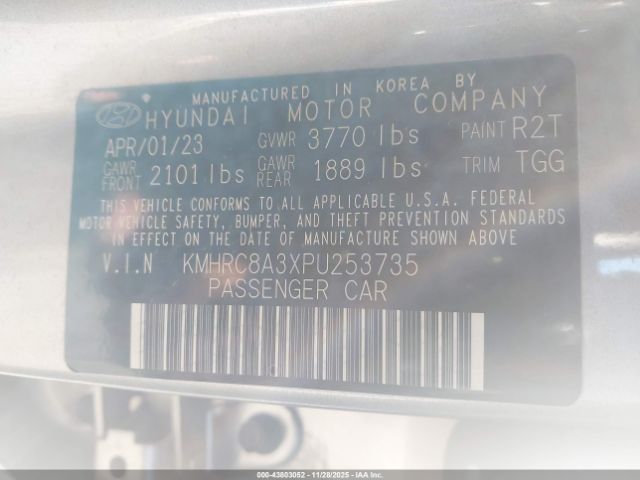 MANUFACTURED IN KOREA BY
HYUNDAI MOTOR COMPANY
APR/01/23 GVWR 3770 lbs PAINT R2T
GAWR FRONT 2101 lbs GAWR REAR 1889 lbs TRIM TGG
THIS VEHICLE CONFORMS TO ALL APPLICABLE U.S.A. FEDERAL
MOTOR VEHICLE SAFETY, BUMPER, AND THEFT PREVENTION STANDARDS
IN EFFECT ON THE DATE OF MANUFACTURE SHOWN ABOVE
V.I.N KMHRC8A3XPU253735
PASSENGER CAR
000-43803052 11/28/2025 IAAI.COM